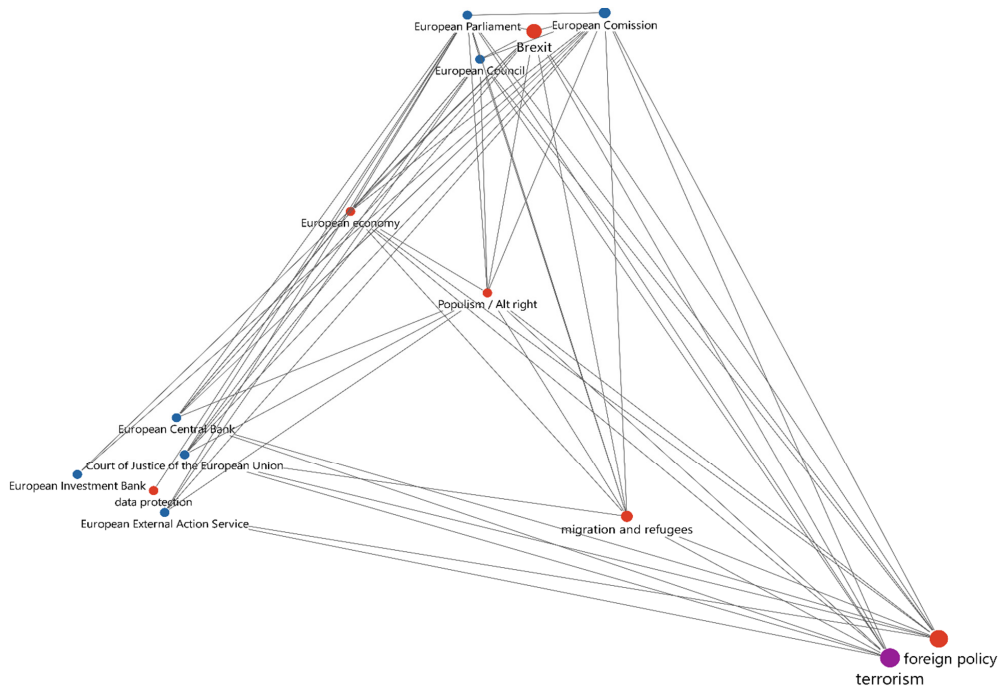 European Parliament
European Comission
Brexit
European Council
European economy
Populism / Alt right
European Central Bank
Court of Justice of the European Union
European Investment Bank
data protection
European External Action Service
migration and refugees
foreign policy
terrorism